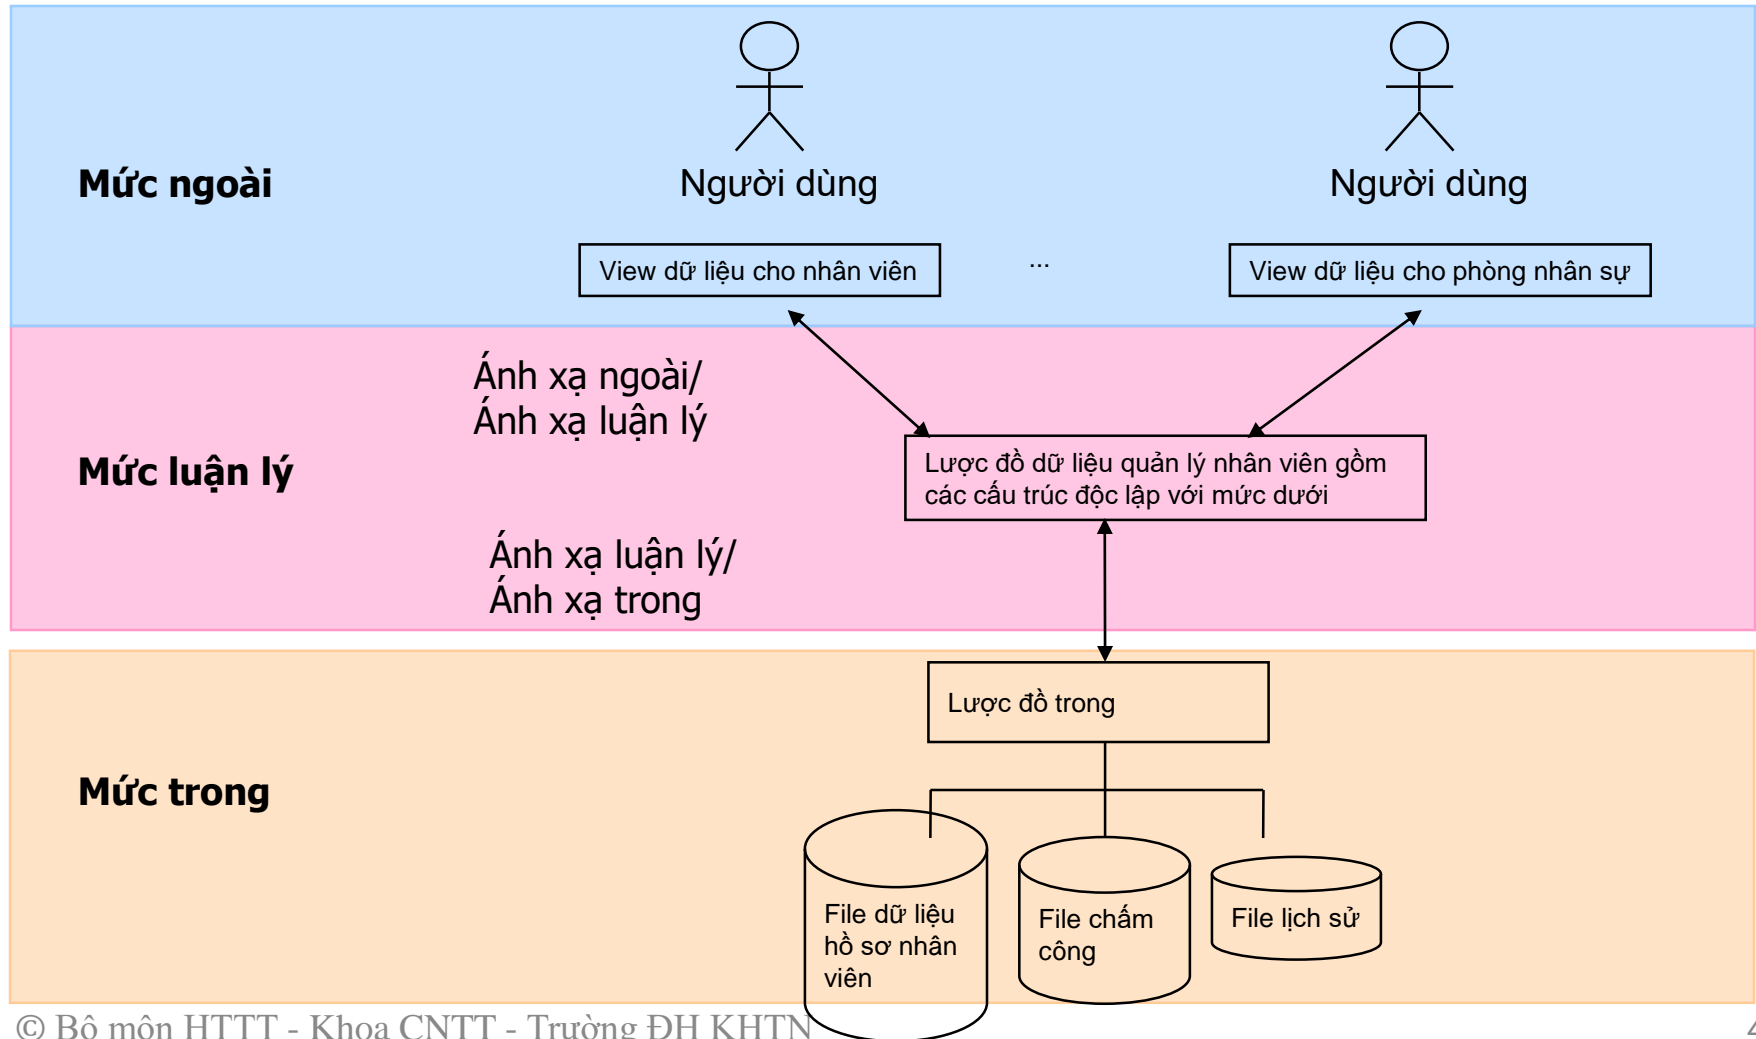 Mức ngoài
Người dùng
Người dùng
View dữ liệu cho nhân viên
...
View dữ liệu cho phòng nhân sự
Ánh xạ ngoài/
Ánh xạ luận lý
Mức luận lý
Lược đồ dữ liệu quản lý nhân viên gồm
các cấu trúc độc lập với mức dưới
Ánh xạ luận lý/
Ánh xạ trong
Lược đồ trong
Mức trong
File dữ liệu
hồ sơ nhân
viên
File chấm
công
File lịch sử
© Bộ môn HTTT - Khoa CNTT - Trường ĐH KHTN